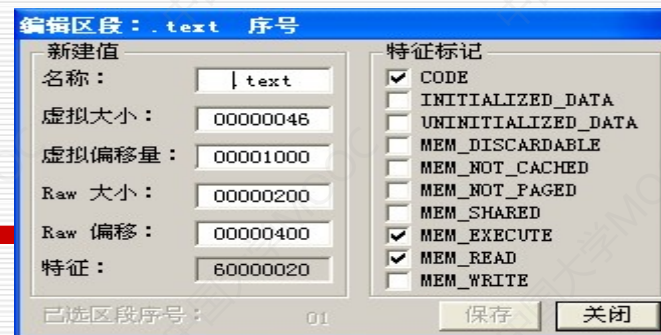 编辑区段：.text 序号
新建值
名称： .text
虚拟大小： 00000046
虚拟偏移量： 00001000
Raw 大小： 00000200
Raw 偏移： 00000400
特征： 60000020
已选区段序号： 01
特征标记
CODE
INITIALIZED_DATA
UNINITIALIZED_DATA
MEM_DISCARDABLE
MEM_NOT_CACHED
MEM_NOT_PAGED
MEM_SHARED
MEM_EXECUTE
MEM_READ
MEM_WRITE
保存 关闭